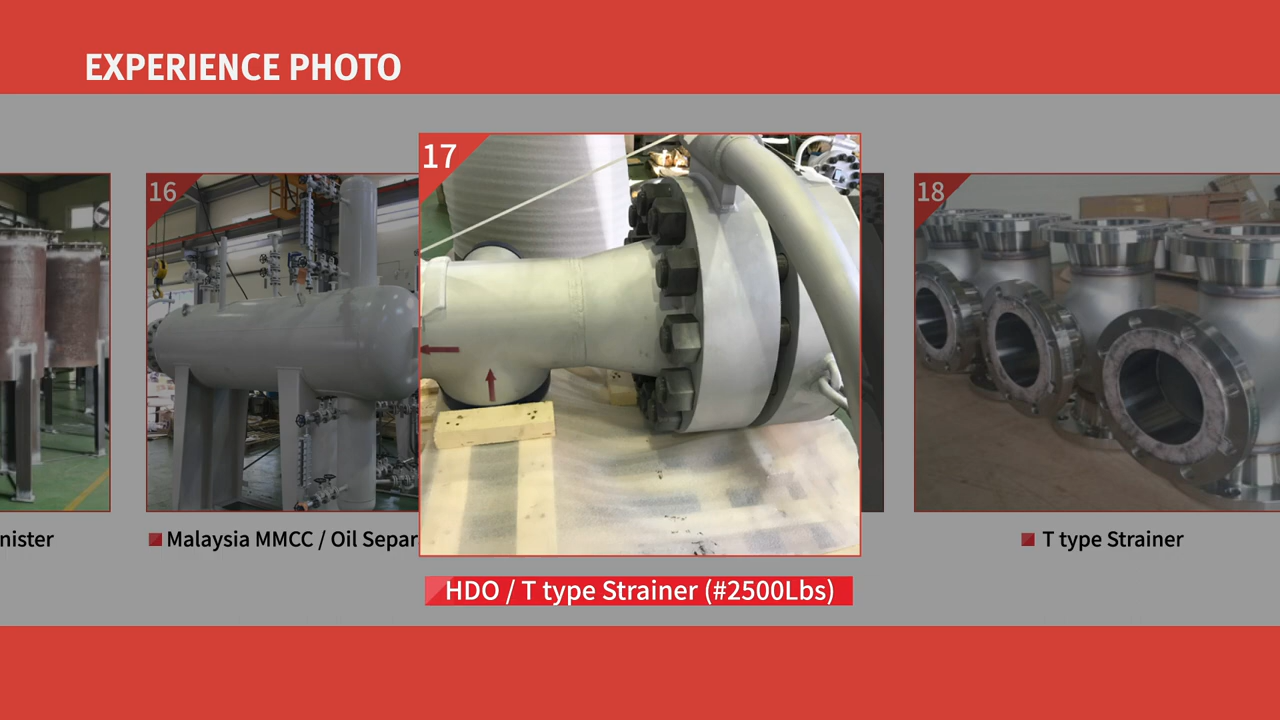 EXPERIENCE PHOTO
16
17
18
nister
Malaysia MMCC / Oil Separ
T type Strainer
HDO / T type Strainer (#2500Lbs)